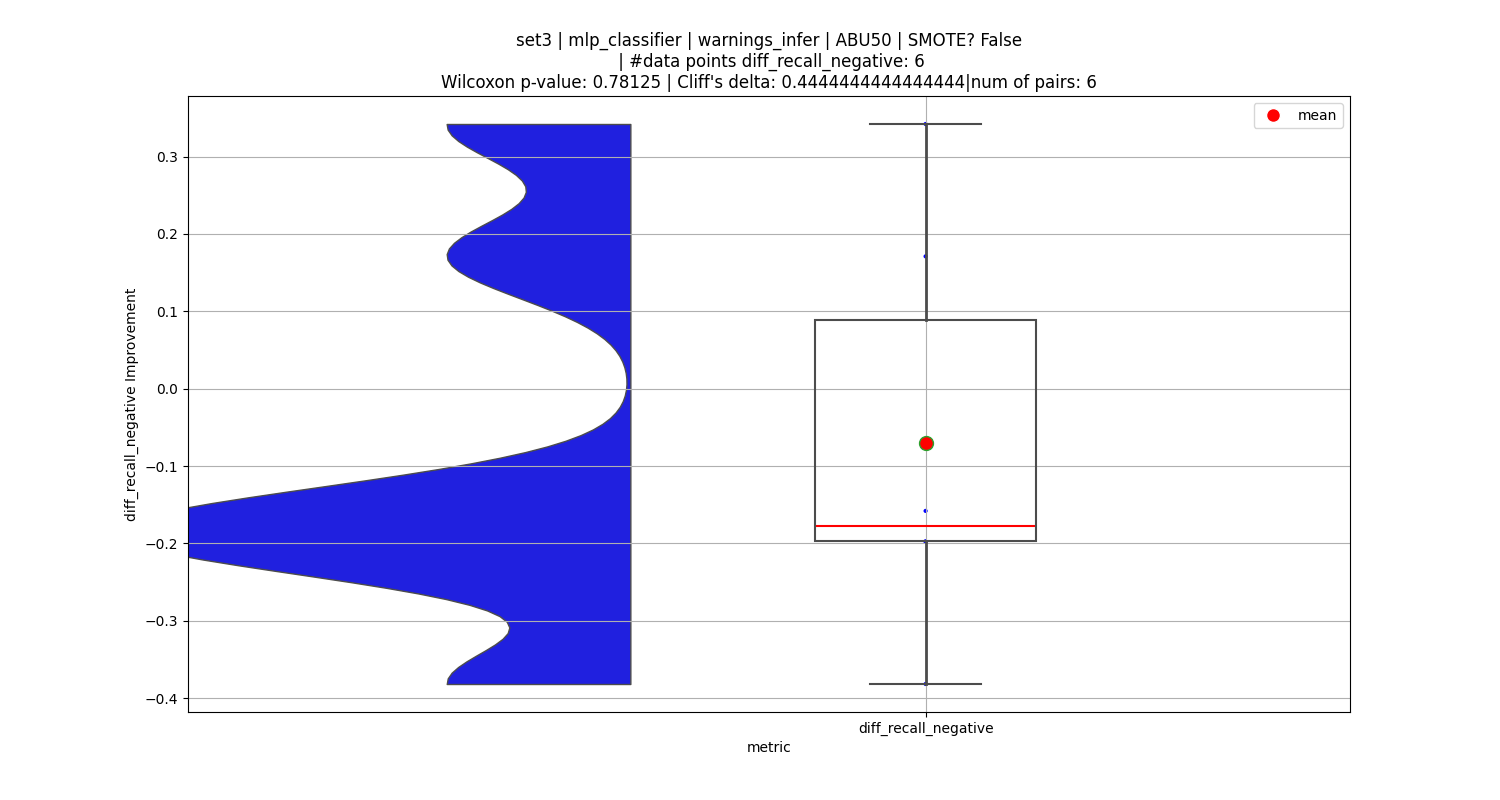 set3 | mlp_classifier | warnings_infer | ABU50 | SMOTE? False
| #data points diff_recall_negative: 6
Wilcoxon p-value: 0.78125 | Cliff's delta: 0.4444444444444444|num of pairs: 6
mean
0.3
0.2
0.1
0.0
−0.1
−0.2
−0.3
−0.4
diff_recall_negative Improvement
diff_recall_negative
metric